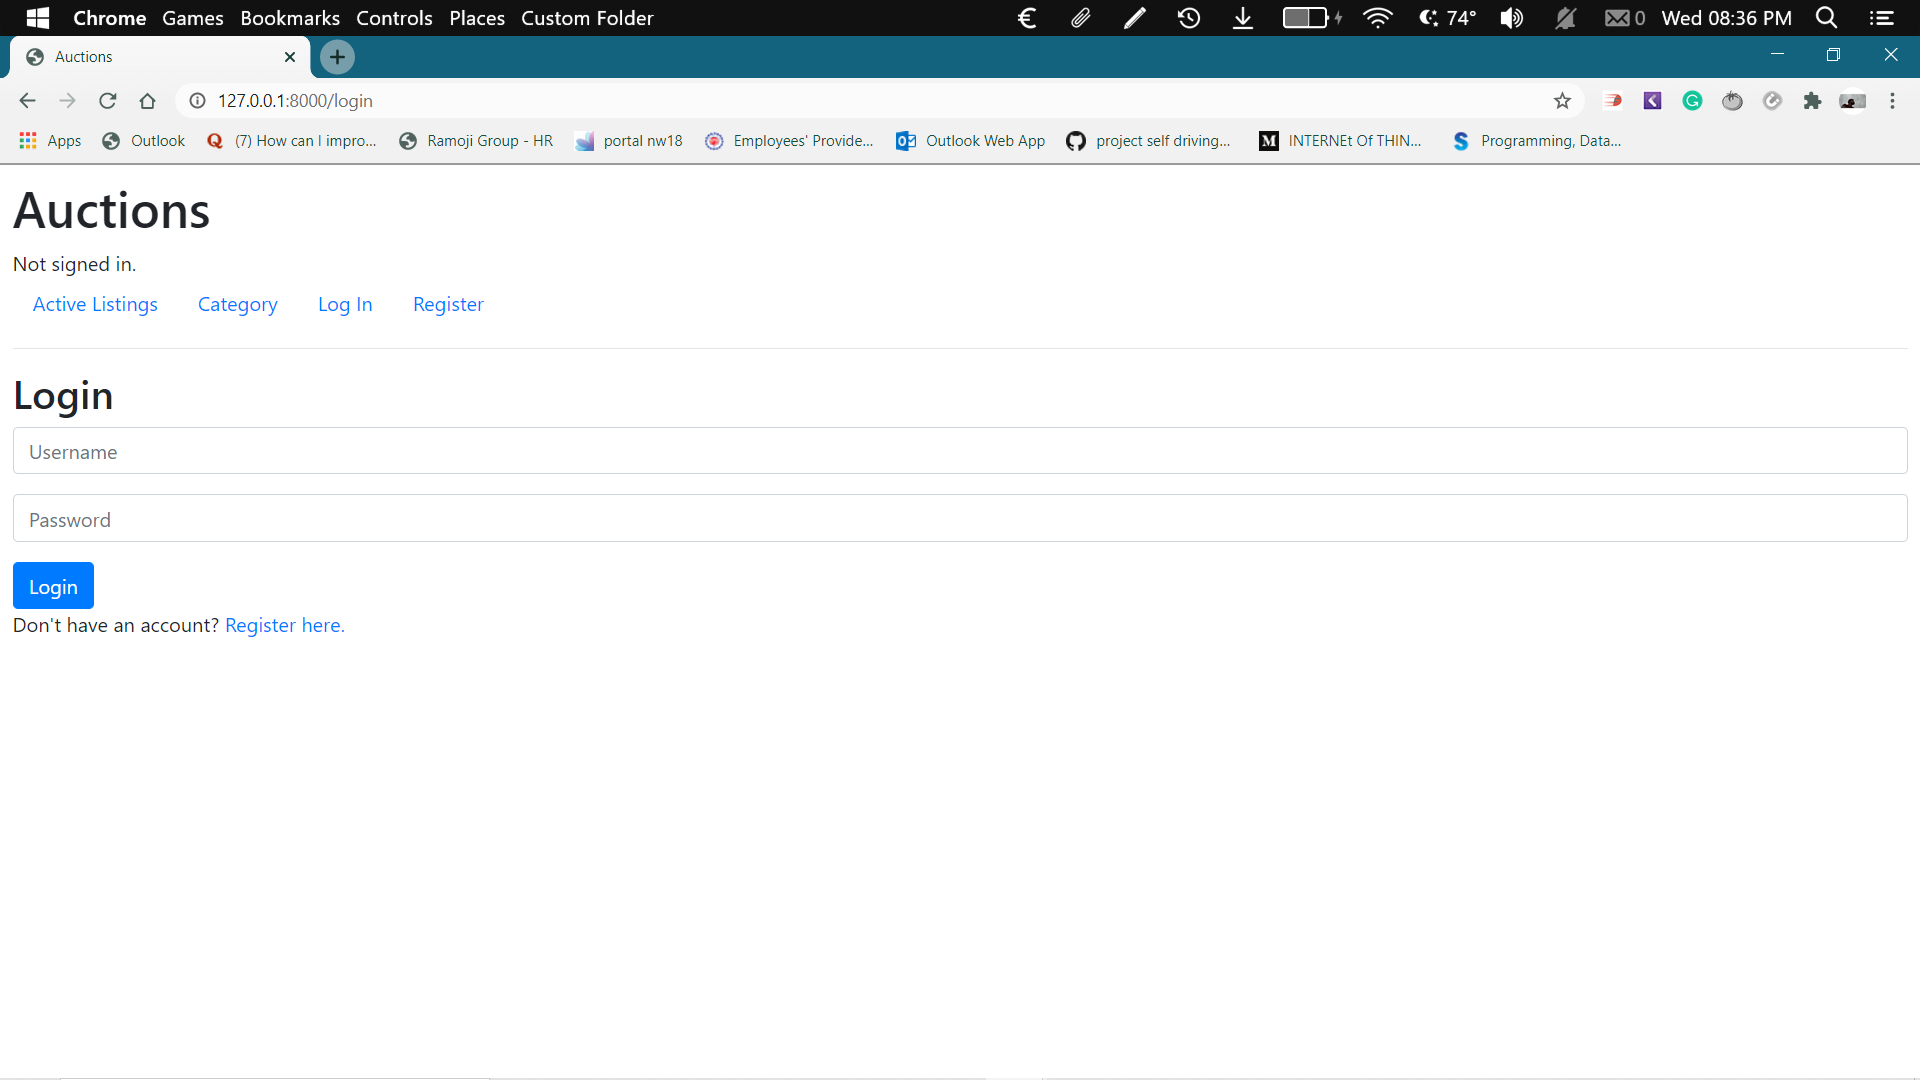 Chrome Games Bookmarks Controls Places Custom Folder 74° 0 Wed 08:36 PM
Auctions
127.0.0.1:8000/login
Apps Outlook (7) How can I impro... Ramoji Group - HR portal nw18 Employees' Provide... Outlook Web App project self driving... INTERNEt Of THIN... Programming, Data...
Auctions
Not signed in.
Active Listings Category Log In Register
Login
Username
Password
Login
Don't have an account? Register here.